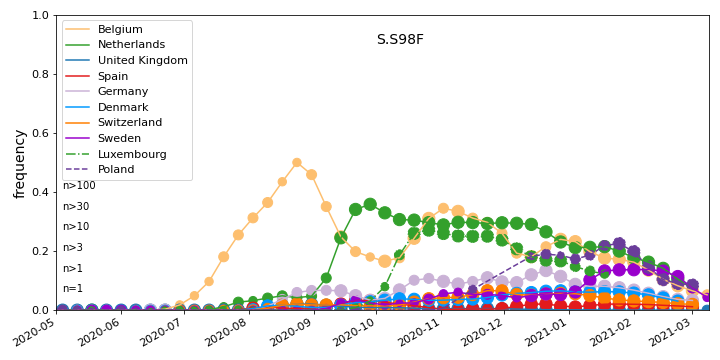 S.S98F
frequency
1.0
0.8
0.6
0.4
0.2
0.0
Belgium
Netherlands
United Kingdom
Spain
Germany
Denmark
Switzerland
Sweden
Luxembourg
Poland
n>100
n>30
n>10
n>3
n>1
n=1
2020-05
2020-06
2020-07
2020-08
2020-09
2020-10
2020-11
2020-12
2021-01
2021-02
2021-03